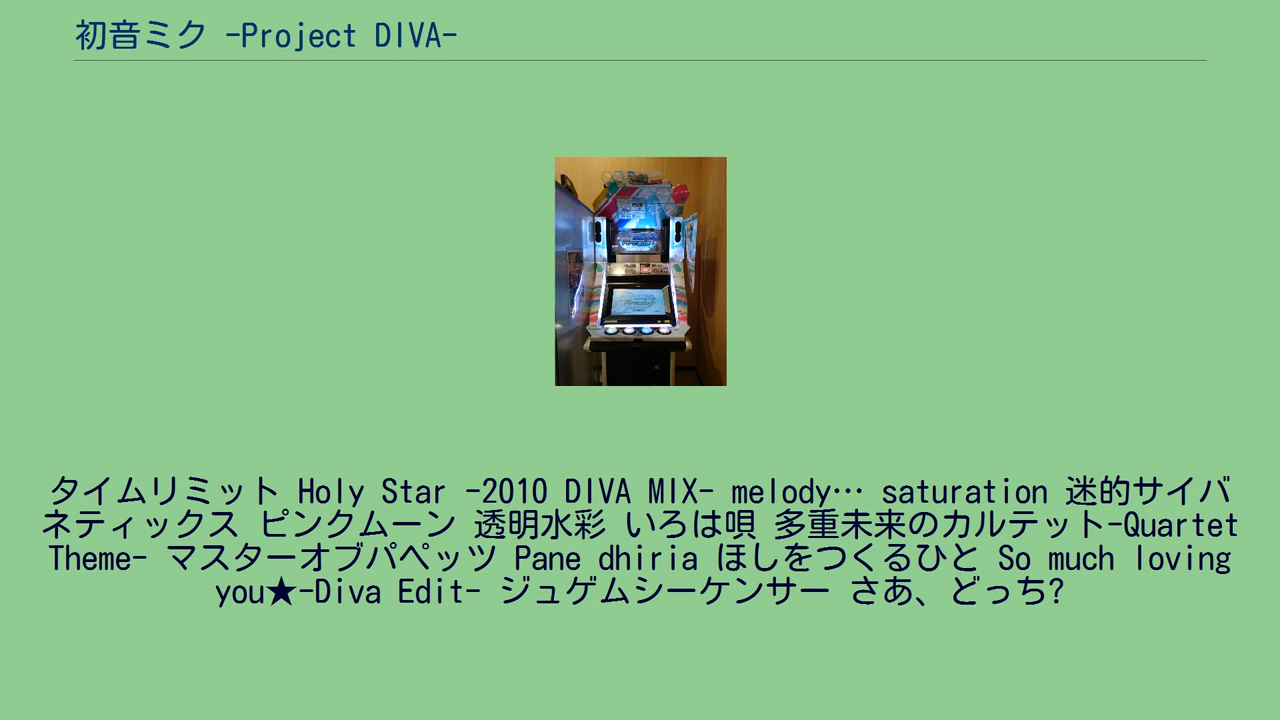 初音ミク -Project DIVA-
タイムリミット Holy Star -2010 DIVA MIX- melody… saturation 迷的サイバ
ネティックス ピンクムーン 透明水彩 いろは唄 多重未来のカルテット-Quartet
Theme- マスターオブパペッツ Pane dhiria ほしをつくるひと So much loving
you★-Diva Edit- ジュゲムシーケンサー さあ、どっち?